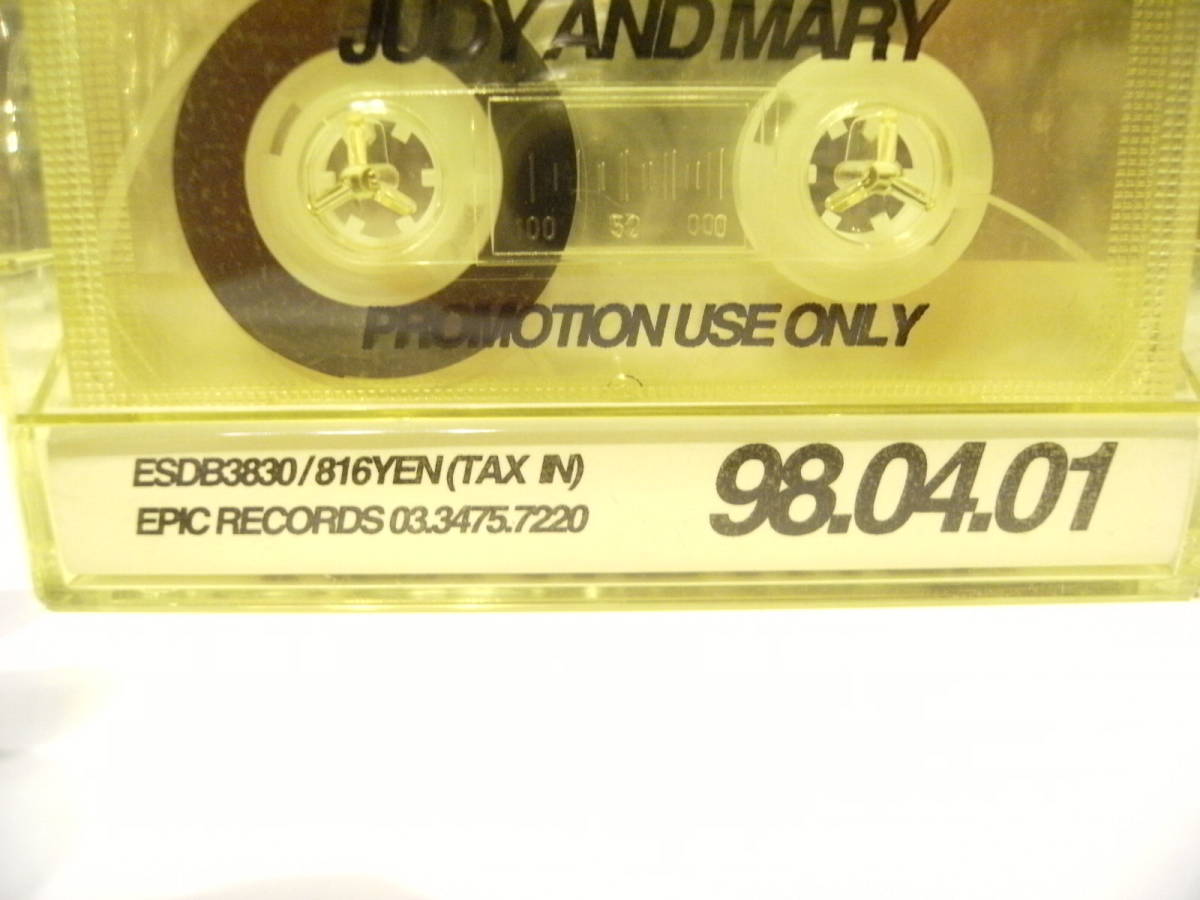 JUDY AND MARY
100 50 000
PROMOTION USE ONLY
ESDB3830/816YEN(TAX IN)
EPIC RECORDS 03.3475.7220
98.04.01